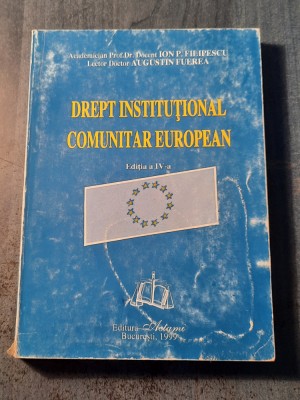 Academician Prof. Dr. Docent ION P. FILIPESCU
Lector Doctor AUGUSTIN FUEREA
DREPT INSTITUŢIONAL
COMUNITAR EUROPEAN
Ediţia a IV-a
Editura Actami
Bucureşti, 1999